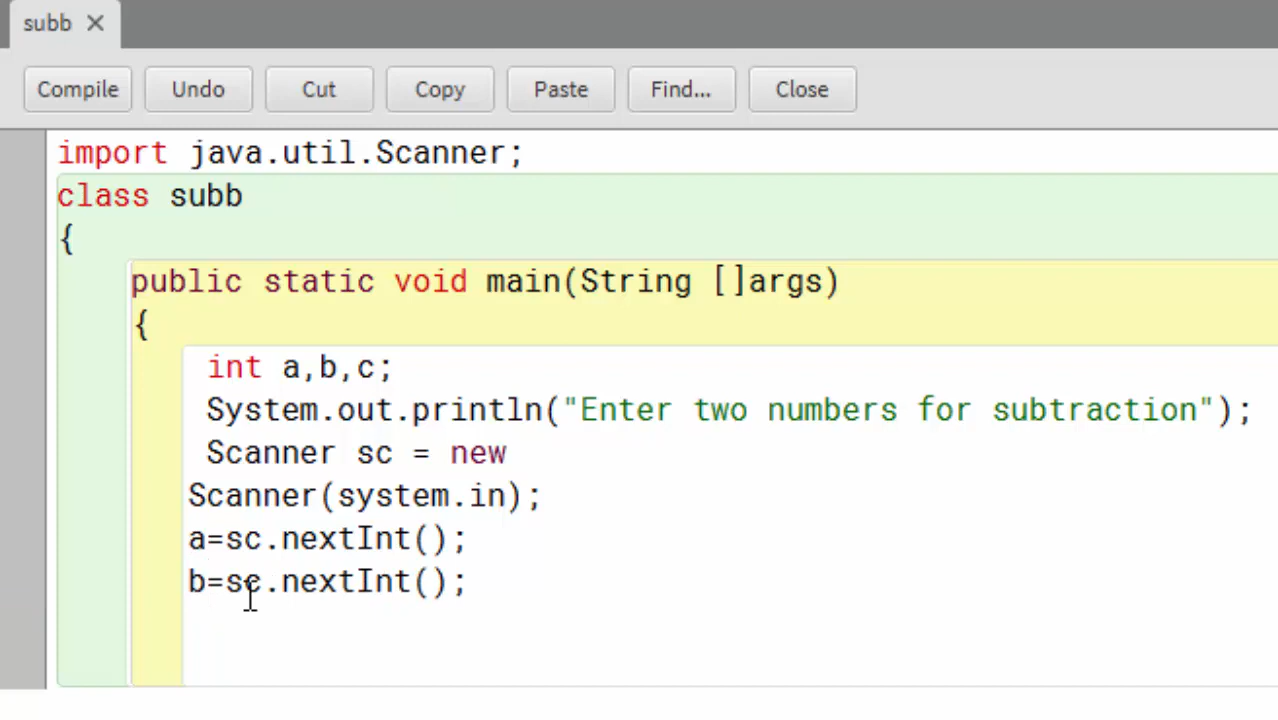 subb ×
Compile Undo Cut Copy Paste Find... Close
import java.util.Scanner;
class subb
{
public static void main(String []args)
{
int a,b,c;
System.out.println("Enter two numbers for subtraction");
Scanner sc = new
Scanner(system.in);
a=sc.nextInt();
b=sc.nextInt();